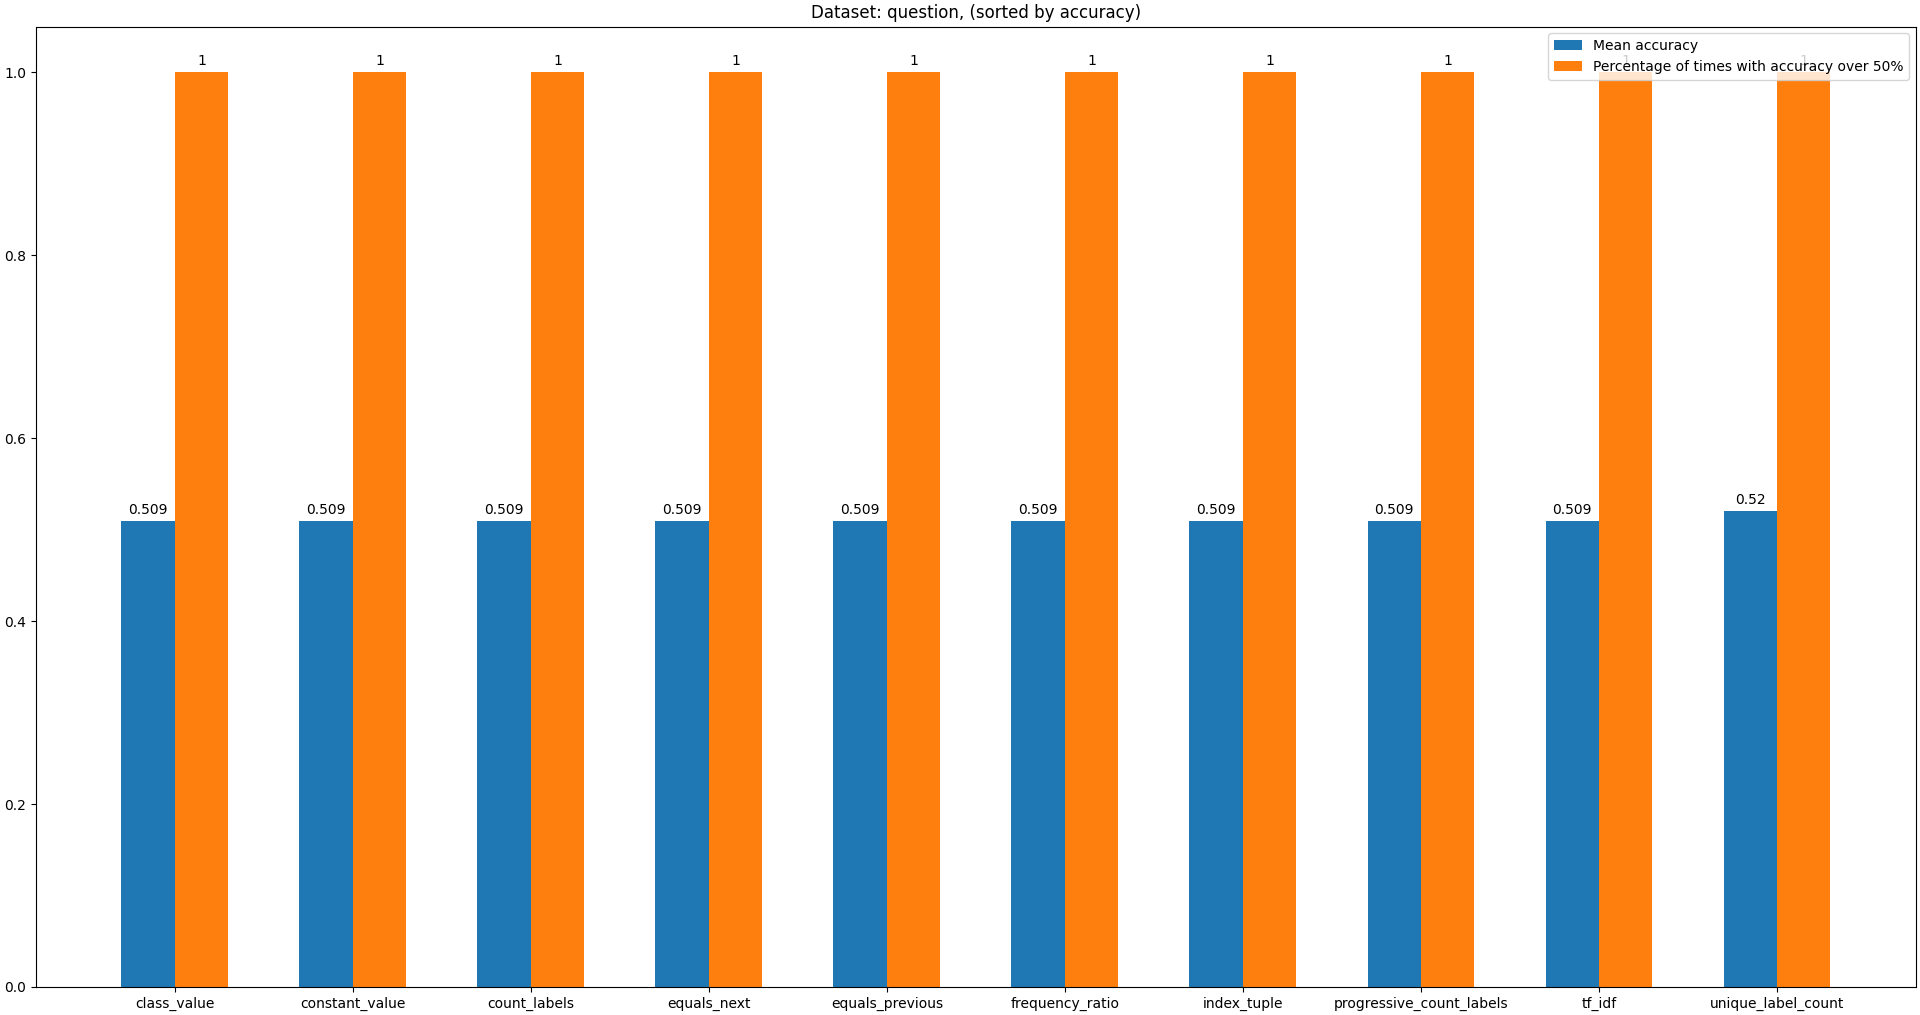 Dataset: question, (sorted by accuracy)
Mean accuracy
Percentage of times with accuracy over 50%
1 1 1 1 1 1 1 1 1 1
1.0
0.8
0.6
0.509 0.509 0.509 0.509 0.509 0.509 0.509 0.509 0.509 0.52
0.4
0.2
0.0
class_value constant_value count_labels equals_next equals_previous frequency_ratio index_tuple progressive_count_labels tf_idf unique_label_count